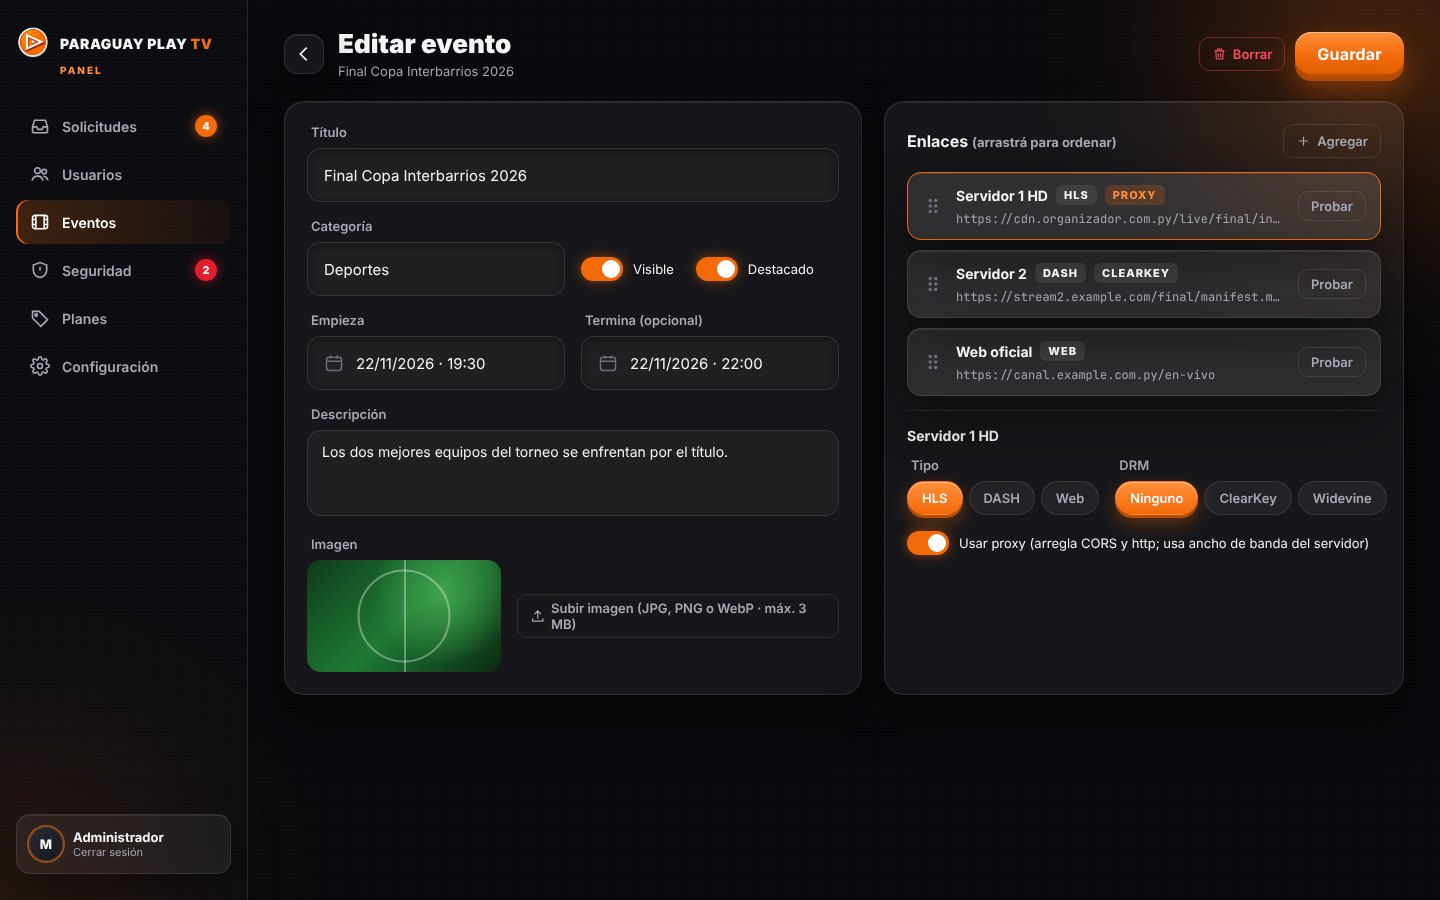 PARAGUAY PLAY TV
PANEL
Solicitudes 4
Usuarios
Eventos
Seguridad 2
Planes
Configuración
M
Administrador
Cerrar sesión
Editar evento
Final Copa Interbarrios 2026
Borrar
Guardar
Título
Final Copa Interbarrios 2026
Categoría
Deportes
Visible
Destacado
Empieza
Termina (opcional)
22/11/2026 · 19:30
22/11/2026 · 22:00
Descripción
Los dos mejores equipos del torneo se enfrentan por el título.
Imagen
Subir imagen (JPG, PNG o WebP · máx. 3
MB)
Enlaces (arrastrá para ordenar)
+ Agregar
Servidor 1 HD HLS PROXY
https://cdn.organizador.com.py/live/final/in…
Probar
Servidor 2 DASH CLEARKEY
https://stream2.example.com/final/manifest.m…
Probar
Web oficial WEB
https://canal.example.com.py/en-vivo
Probar
Servidor 1 HD
Tipo
DRM
HLS DASH Web
Ninguno ClearKey Widevine
Usar proxy (arregla CORS y http; usa ancho de banda del servidor)